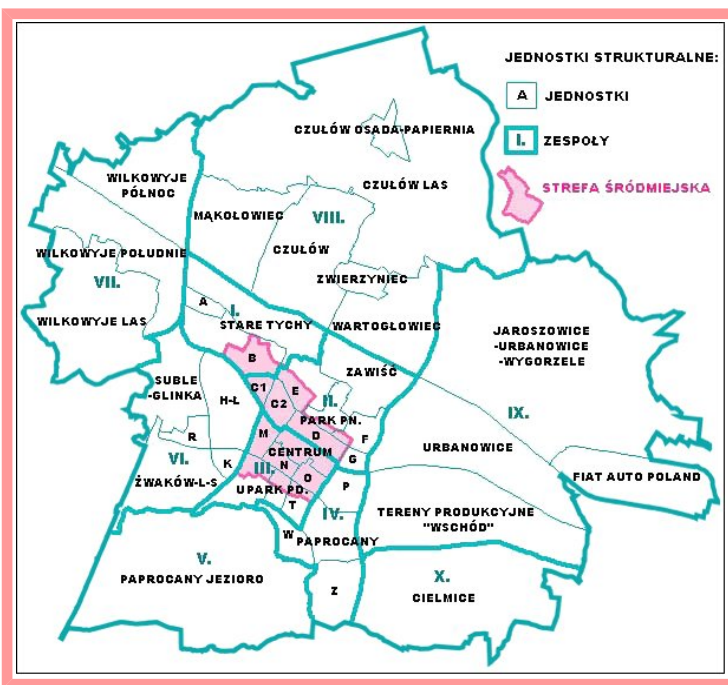 JEDNOSTKI STRUKTURALNE:
A JEDNOSTKI
I. ZESPOŁY
STREFA ŚRÓDMIEJSKA
CZUŁÓW OSADA-PAPIERNIA
WILKOWYJE
PÓŁNOC
CZUŁÓW LAS
MĄKOŁOWIEC
VIII.
CZUŁÓW
WILKOWYJE POŁUDNIE
VII.
ZWIERZYNIEC
A
I.
WILKOWYJE LAS
STARE TYCHY
WARTOGŁOWIEC
JAROSZOWICE
-URBANOWICE
-WYGORZELE
B
ZAWIŚĆ
SUBLE
-GLINKA
H-Ł
C1
E
C2
II.
IX.
PARK PN.
R
M
D
F
CENTRUM
G
URBANOWICE
VI.
K
III.
N
O
P
FIAT AUTO POLAND
ŻWAKÓW-L-S
UPARK PD.
T
IV.
TERENY PRODUKCYJNE
"WSCHÓD"
W
PAPROCANY
V.
PAPROCANY JEZIORO
Z
X.
CIELMICE